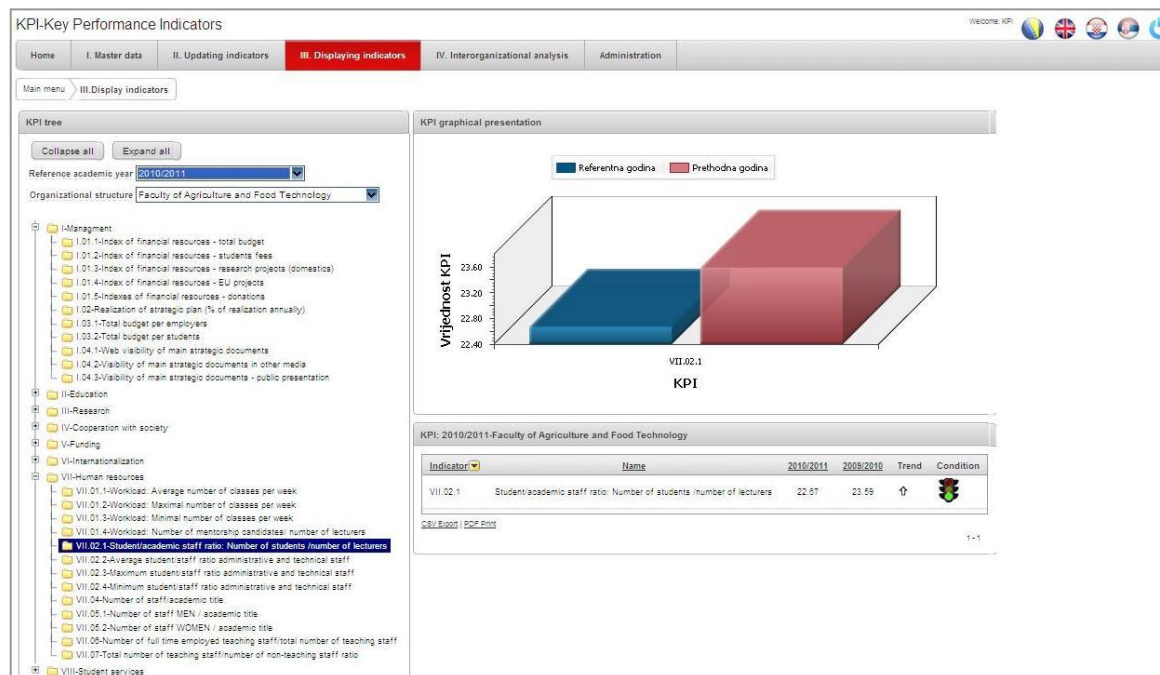 KPI-Key Performance Indicators
Welcome: KPI
Home
I. Master data
II. Updating indicators
III. Displaying indicators
IV. Interorganizational analysis
Administration
Main menu
III.Display indicators
KPI tree
Collapse all
Expand all
Reference academic year 2010/2011
Organizational structure Faculty of Agriculture and Food Technology
I-Managment
I.01.1-Index of financial resources - total budget
I.01.2-Index of financial resources - students fees
I.01.3-Index of financial resources - research projects (domestics)
I.01.4-Index of financial resources - EU projects
I.01.5-Indexes of financial resources - donations
I.02-Realization of strategic plan (% of realization annually)
I.03.1-Total budget per employers
I.03.2-Total budget per students
I.04.1-Web visibility of main strategic documents
I.04.2-Visibility of main strategic documents in other media
I.04.3-Visibility of main strategic documents - public presentation
II-Education
III-Research
IV-Cooperation with society
V-Funding
VI-Internationalization
VII-Human resources
VII.01.1-Workload: Average number of classes per week
VII.01.2-Workload: Maximal number of classes per week
VII.01.3-Workload: Minimal number of classes per week
VII.01.4-Workload: Number of mentorship candidates/ number of lecturers
VII.02.1-Student/academic staff ratio: Number of students /number of lecturers
VII.02.2-Average student/staff ratio administrative and technical staff
VII.02.3-Maximum student/staff ratio administrative and technical staff
VII.02.4-Minimum student/staff ratio administrative and technical staff
VII.04-Number of staff/academic title
VII.05.1-Number of staff MEN / academic title
VII.05.2-Number of staff WOMEN / academic title
VII.06-Number of full time employed teaching staff/total number of teaching staff
VII.07-Total number of teaching staff/number of non-teaching staff ratio
VIII-Student services
KPI graphical presentation
Referentna godina
Prethodna godina
Vrijednost KPI
23.60
23.20
22.80
22.40
VII.02.1
KPI
KPI: 2010/2011-Faculty of Agriculture and Food Technology
Indicator Name 2010/2011 2009/2010 Trend Condition
VII.02.1 Student/academic staff ratio: Number of students /number of lecturers 22.67 23.59
CSV Export | PDF Print
1 - 1